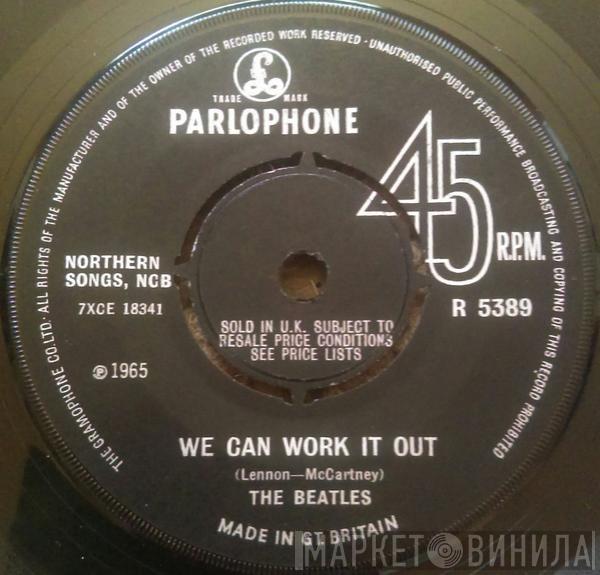 THE GRAMOPHONE CO. LTD. ALL RIGHTS OF THE MANUFACTURER AND OF THE OWNER OF THE RECORDED WORK RESERVED · UNAUTHORISED PUBLIC PERFORMANCE BROADCASTING AND COPYING OF THIS RECORD PROHIBITED
£
TRADE MARK
PARLOPHONE
45
R.P.M.
NORTHERN
SONGS, NCB
7XCE 18341
R 5389
SOLD IN U.K. SUBJECT TO
RESALE PRICE CONDITIONS
SEE PRICE LISTS
℗ 1965
WE CAN WORK IT OUT
(Lennon—McCartney)
THE BEATLES
MADE IN GT. BRITAIN
МАРКЕТ ВИНИЛА